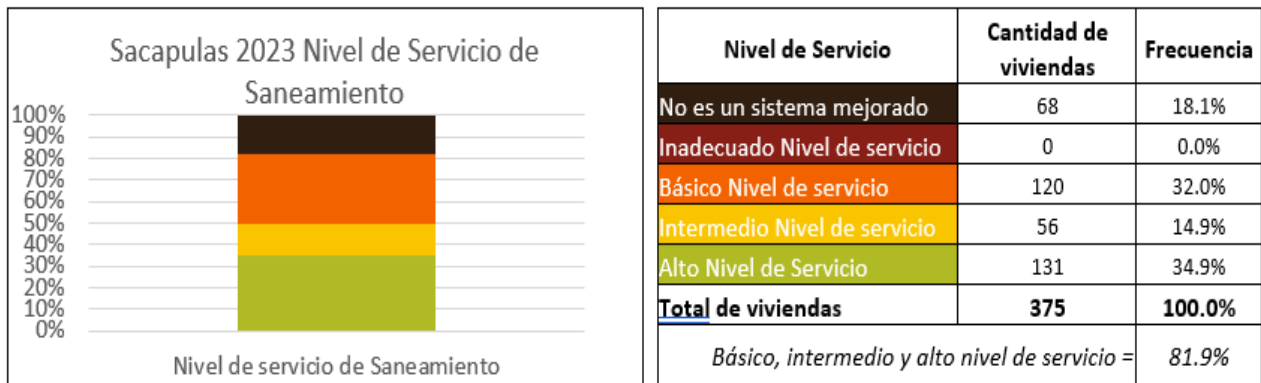 Sacapulas 2023 Nivel de Servicio de
Saneamiento
100%
90%
80%
70%
60%
50%
40%
30%
20%
10%
0%
Nivel de servicio de Saneamiento
Nivel de Servicio Cantidad de viviendas Frecuencia
No es un sistema mejorado 68 18.1%
Inadecuado Nivel de servicio 0 0.0%
Básico Nivel de servicio 120 32.0%
Intermedio Nivel de servicio 56 14.9%
Alto Nivel de Servicio 131 34.9%
Total de viviendas 375 100.0%
Básico, intermedio y alto nivel de servicio = 81.9%